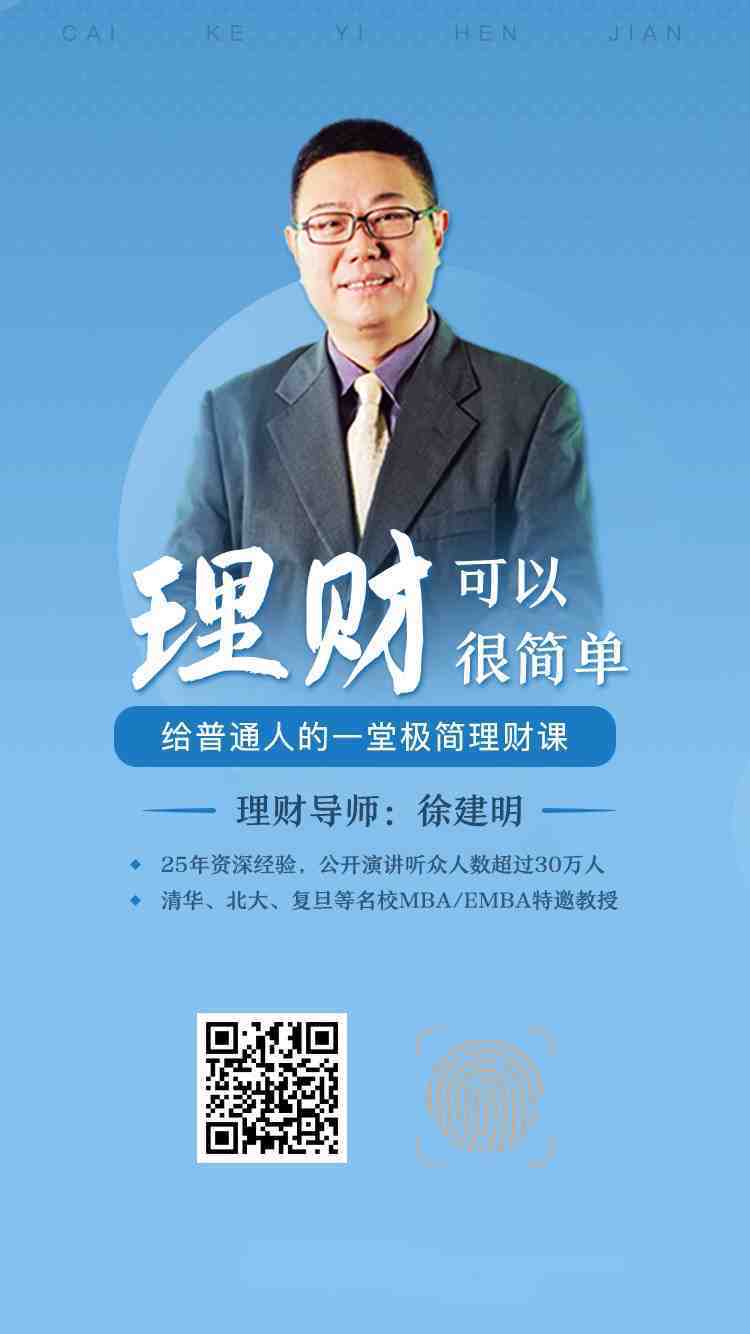 CAI KE YI HEN JIAN
理财 可以
很简单
给普通人的一堂极简理财课
理财导师：徐建明
25年资深经验，公开演讲听众人数超过30万人
清华、北大、复旦等名校MBA/EMBA特邀教授